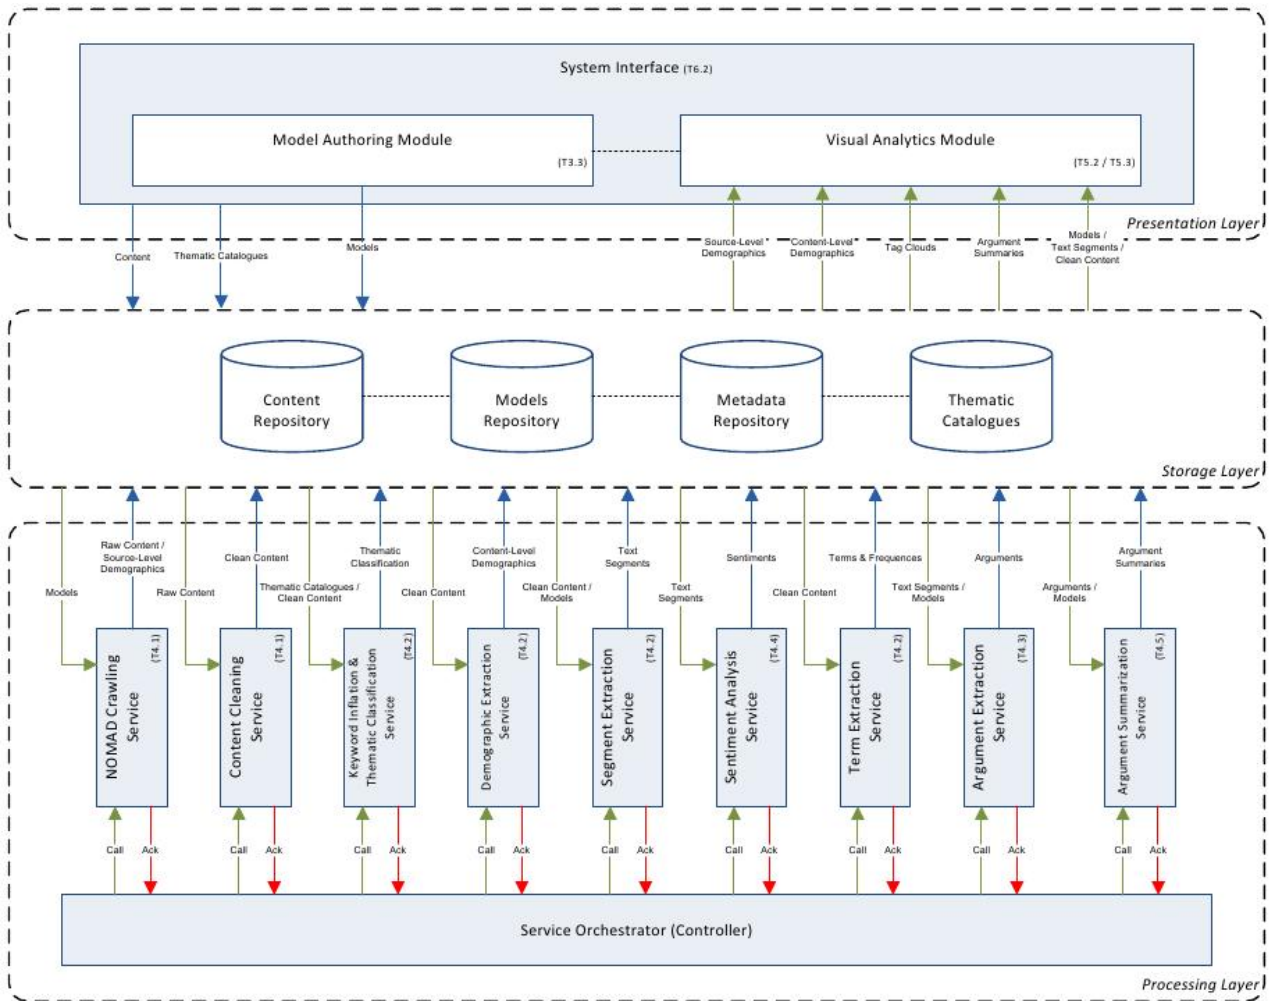 System Interface (T6.2)
Model Authoring Module
(T3.3)
Visual Analytics Module
(T5.2 / T5.3)
Presentation Layer
Content
Thematic Catalogues
Models
Source-Level
Demographics
Content-Level
Demographics
Tag Clouds
Argument
Summaries
Models /
Text Segments /
Clean Content
Content
Repository
Models
Repository
Metadata
Repository
Thematic
Catalogues
Storage Layer
Models
Raw Content /
Source-Level
Demographics
Raw Content
Clean Content
Thematic Catalogues /
Clean Content
Thematic
Classification
Clean Content
Content-Level
Demographics
Clean Content /
Models
Text
Segments
Text
Segments
Sentiments
Clean Content
Terms & Frequences
Text Segments /
Models
Arguments
Arguments /
Models
Argument
Summaries
NOMAD Crawling
Service
(T4.1)
Content Cleaning
Service
(T4.1)
Keyword Inflation &
Thematic Classification
Service
(T4.2)
Demographic Extraction
Service
(T4.2)
Segment Extraction
Service
(T4.2)
Sentiment Analysis
Service
(T4.4)
Term Extraction
Service
(T4.2)
Argument Extraction
Service
(T4.3)
Argument Summarization
Service
(T4.5)
Call
Ack
Call
Ack
Call
Ack
Call
Ack
Call
Ack
Call
Ack
Call
Ack
Call
Ack
Call
Ack
Service Orchestrator (Controller)
Processing Layer